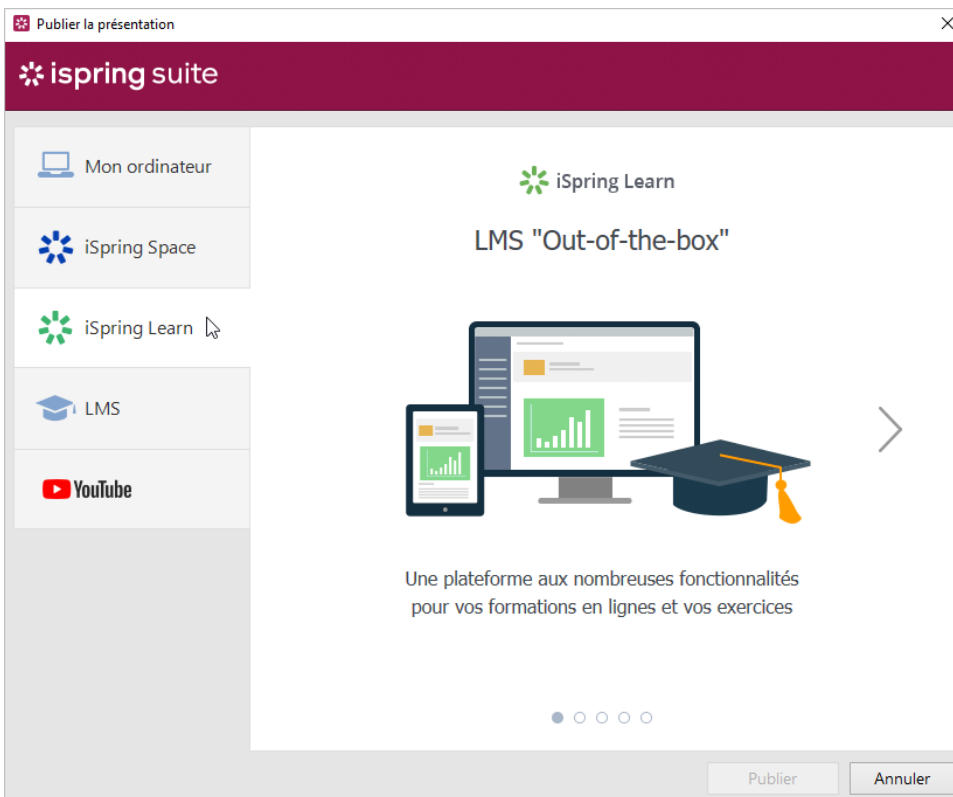 Publier la présentation
ispring suite
Mon ordinateur
iSpring Space
iSpring Learn
LMS
YouTube
iSpring Learn
LMS "Out-of-the-box"
Une plateforme aux nombreuses fonctionnalités
pour vos formations en lignes et vos exercices
Publier
Annuler